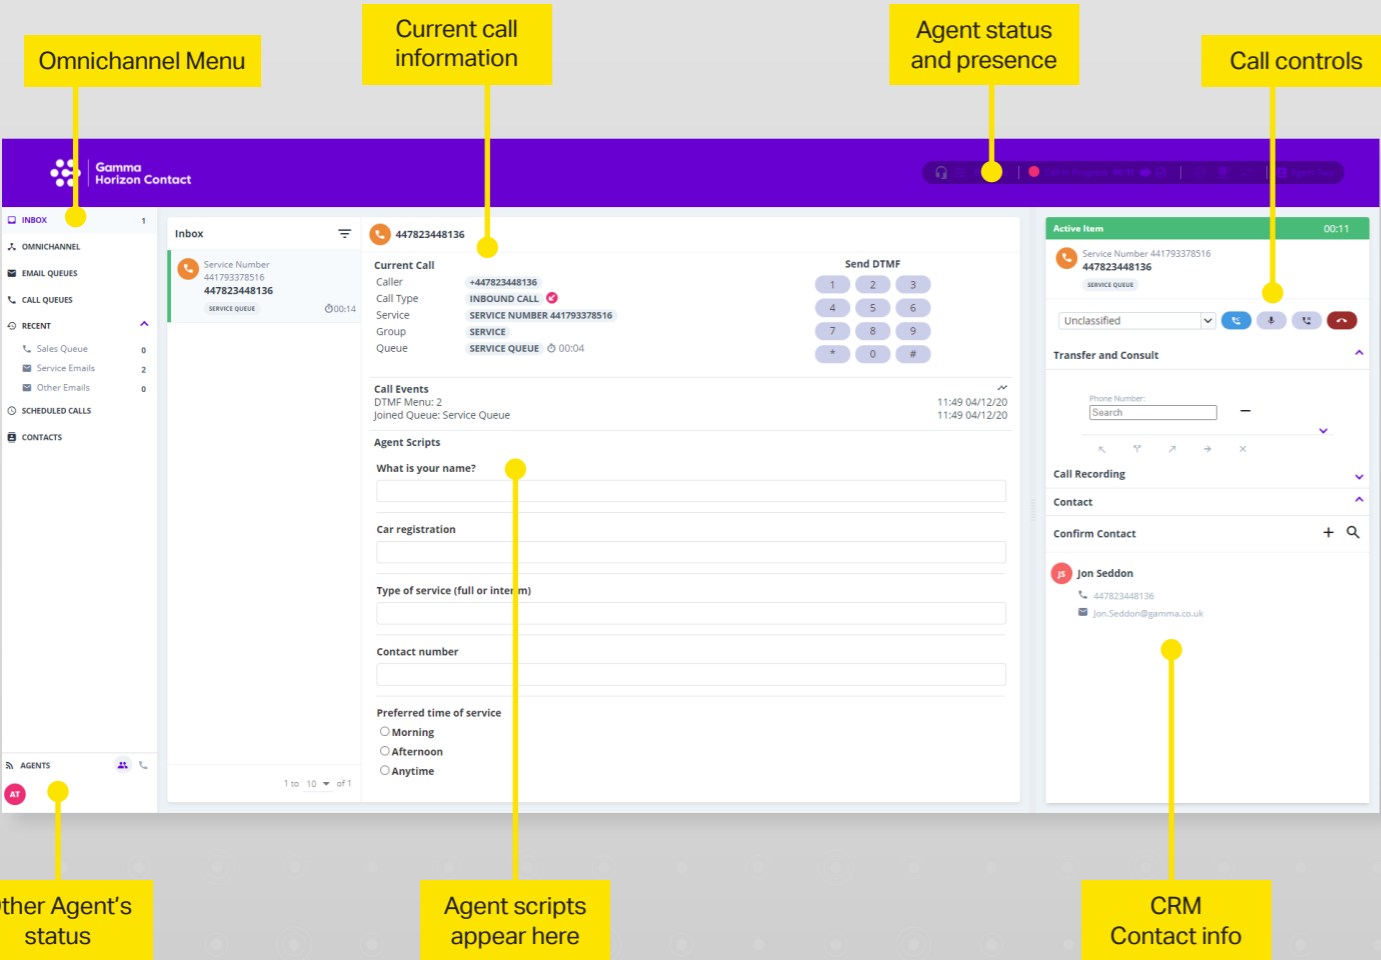 Omnichannel Menu
Current call
information
Agent status
and presence
Call controls
Gamma
Horizon Contact
INBOX 1
OMNICHANNEL
EMAIL QUEUES
CALL QUEUES
RECENT
Sales Queue 0
Service Emails 2
Other Emails 0
SCHEDULED CALLS
CONTACTS
AGENTS
AT
Inbox
Service Number
441793378516
447823448136
SERVICE QUEUE 00:14
1 to 10 of 1
447823448136
Current Call
Caller +447823448136
Call Type INBOUND CALL
Service SERVICE NUMBER 441793378516
Group SERVICE
Queue SERVICE QUEUE 00:04
Send DTMF
1 2 3
4 5 6
7 8 9
* 0 #
Call Events
DTMF Menu: 2 11:49 04/12/20
Joined Queue: Service Queue 11:49 04/12/20
Agent Scripts
What is your name?
Car registration
Type of service (full or interim)
Contact number
Preferred time of service
Morning
Afternoon
Anytime
Active Item 00:11
Service Number 441793378516
447823448136
SERVICE QUEUE
Unclassified
Transfer and Consult
Phone Number:
Search
Call Recording
Contact
Confirm Contact
JS Jon Seddon
447823448136
Jon.Seddon@gamma.co.uk
ther Agent's
status
Agent scripts
appear here
CRM
Contact info